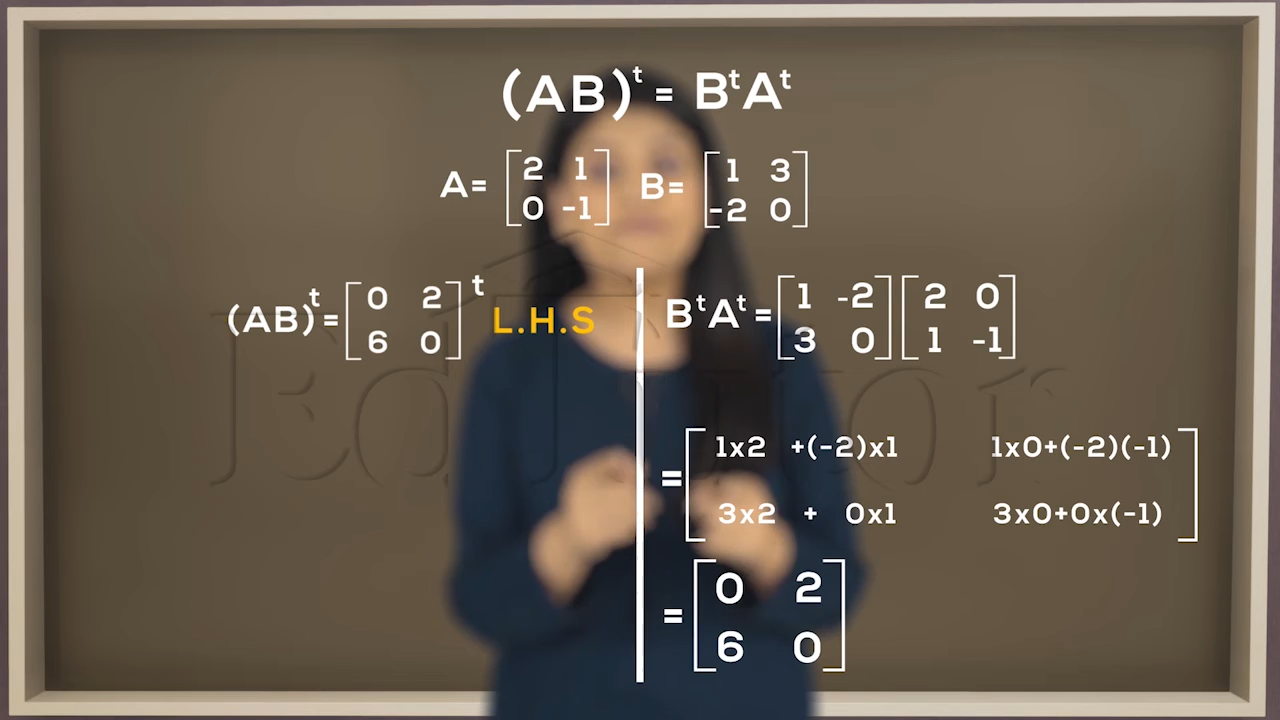 (AB)ᵗ = BᵗAᵗ
A= [2 1
0 -1] B= [1 3
-2 0]
(AB)ᵗ= [0 2
6 0]ᵗ L.H.S
BᵗAᵗ = [1 -2
3 0] [2 0
1 -1]
= [1x2 +(-2)x1 1x0+(-2)(-1)
3x2 + 0x1 3x0+0x(-1)]
= [0 2
6 0]